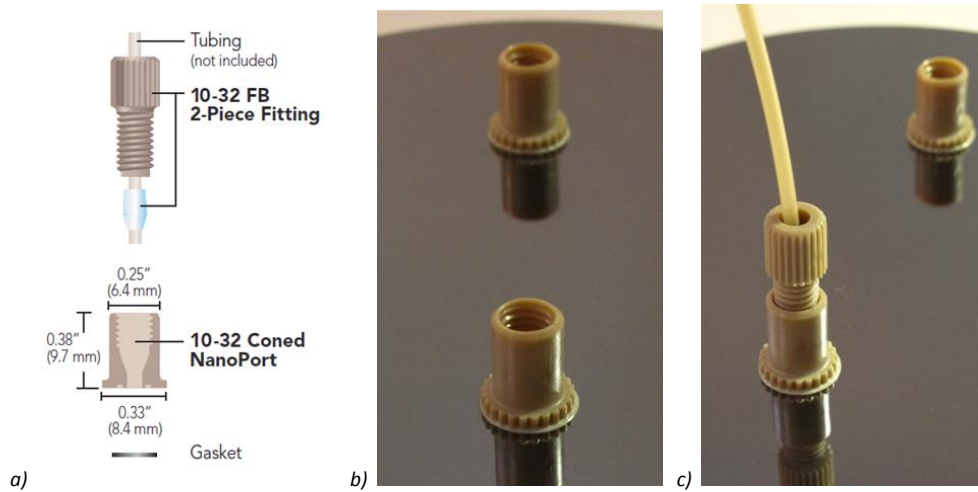 Tubing
(not included)
10-32 FB
2-Piece Fitting
0.25”
(6.4 mm)
0.38”
(9.7 mm)
10-32 Coned
NanoPort
0.33”
(8.4 mm)
Gasket
a)
b)
c)